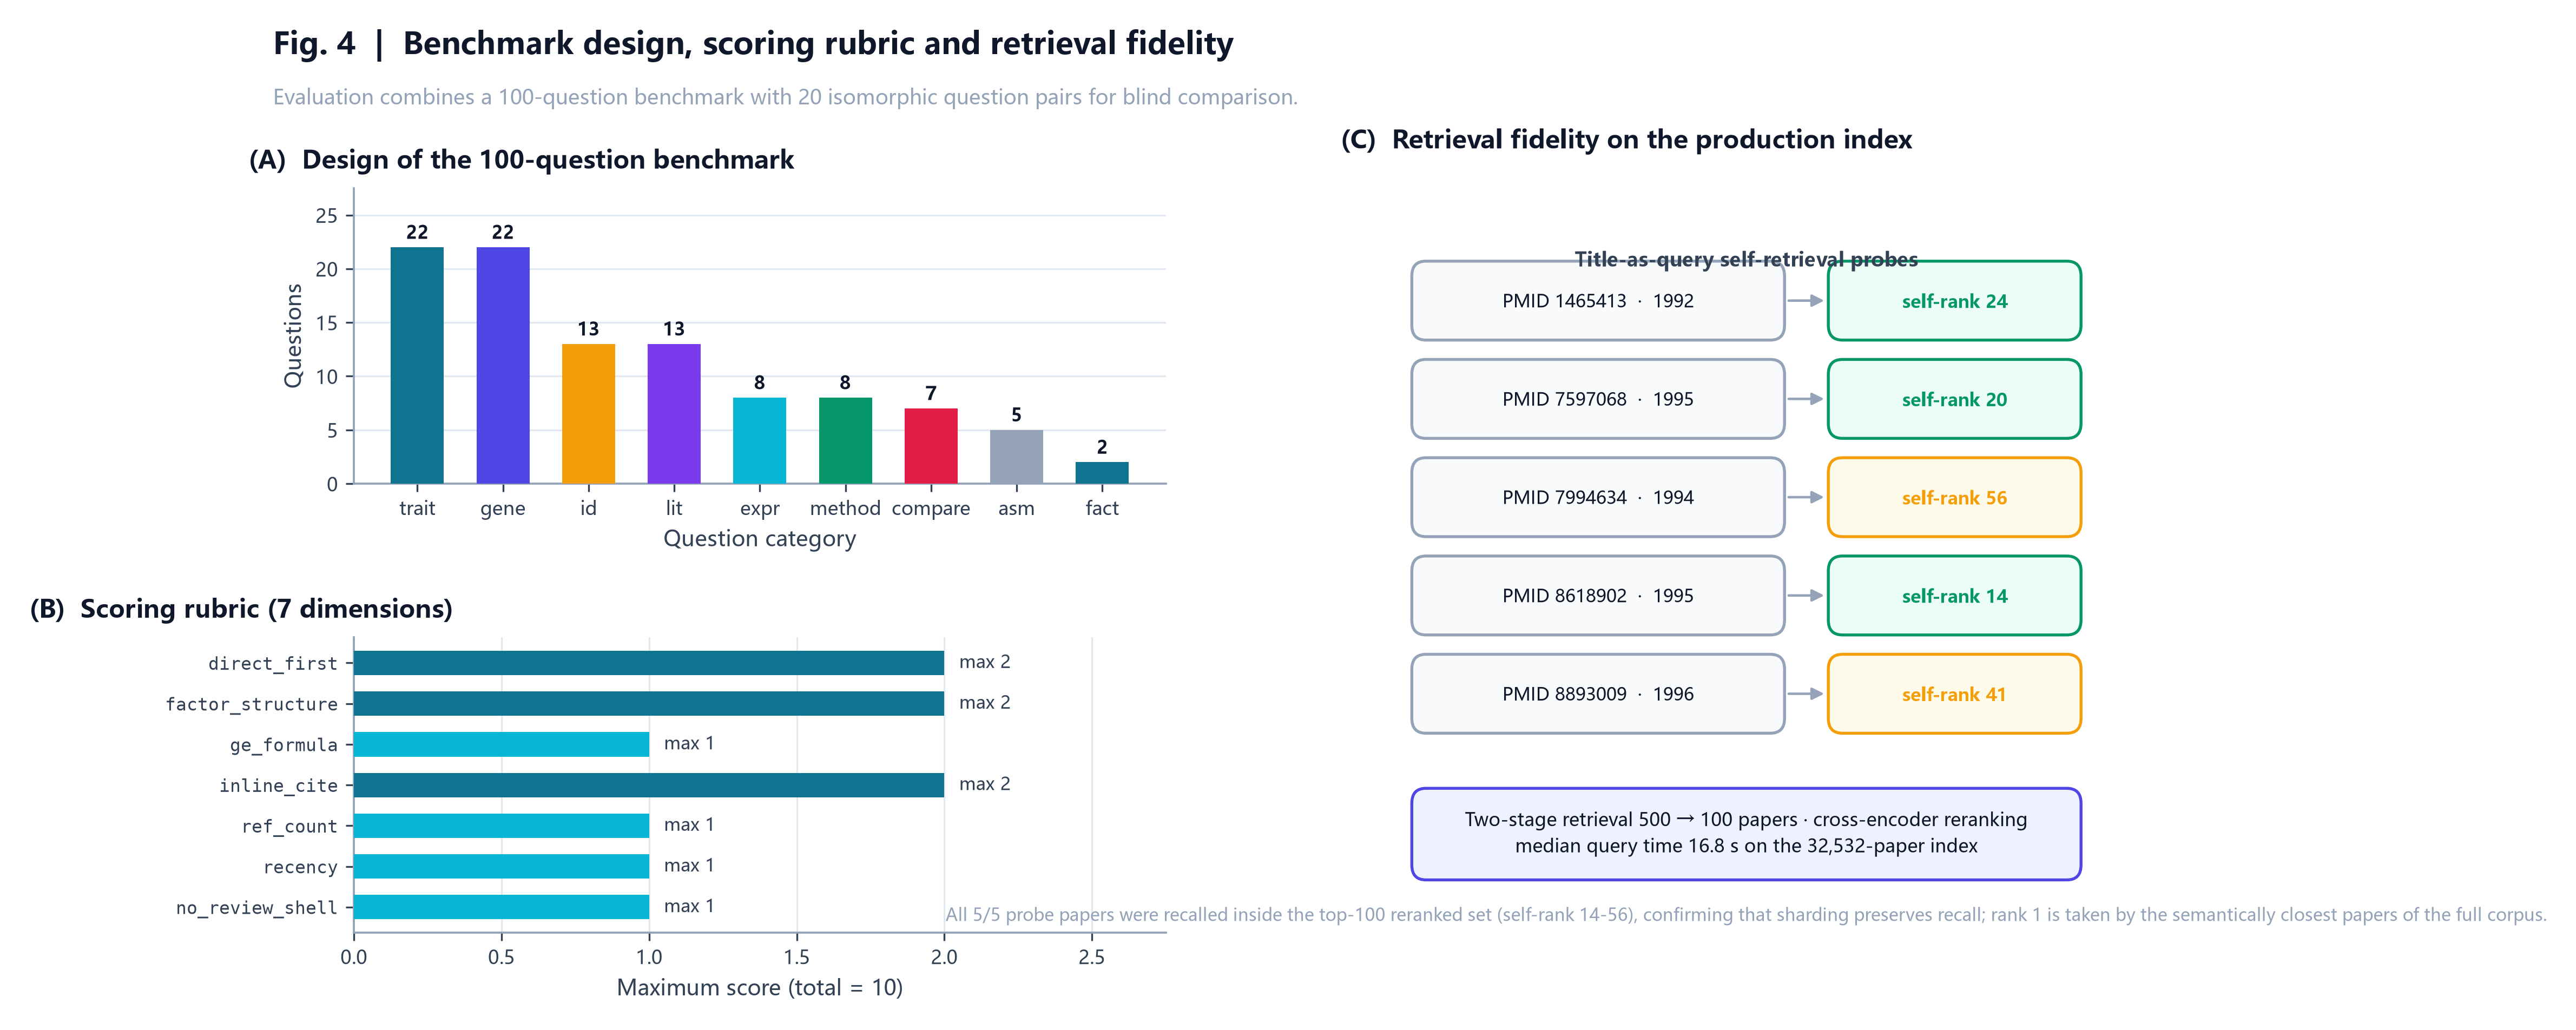 Fig. 4 | Benchmark design, scoring rubric and retrieval fidelity
Evaluation combines a 100-question benchmark with 20 isomorphic question pairs for blind comparison.
(A) Design of the 100-question benchmark
25
20
15
10
5
0
Questions
22
22
13
13
8
8
7
5
2
trait
gene
id
lit
expr
method
compare
asm
fact
Question category
(B) Scoring rubric (7 dimensions)
direct_first
max 2
factor_structure
max 2
ge_formula
max 1
inline_cite
max 2
ref_count
max 1
recency
max 1
no_review_shell
max 1
0.0
0.5
1.0
1.5
2.0
2.5
Maximum score (total = 10)
(C) Retrieval fidelity on the production index
Title-as-query self-retrieval probes
PMID 1465413 · 1992
self-rank 24
PMID 7597068 · 1995
self-rank 20
PMID 7994634 · 1994
self-rank 56
PMID 8618902 · 1995
self-rank 14
PMID 8893009 · 1996
self-rank 41
Two-stage retrieval 500 → 100 papers · cross-encoder reranking
median query time 16.8 s on the 32,532-paper index
All 5/5 probe papers were recalled inside the top-100 reranked set (self-rank 14-56), confirming that sharding preserves recall; rank 1 is taken by the semantically closest papers of the full corpus.